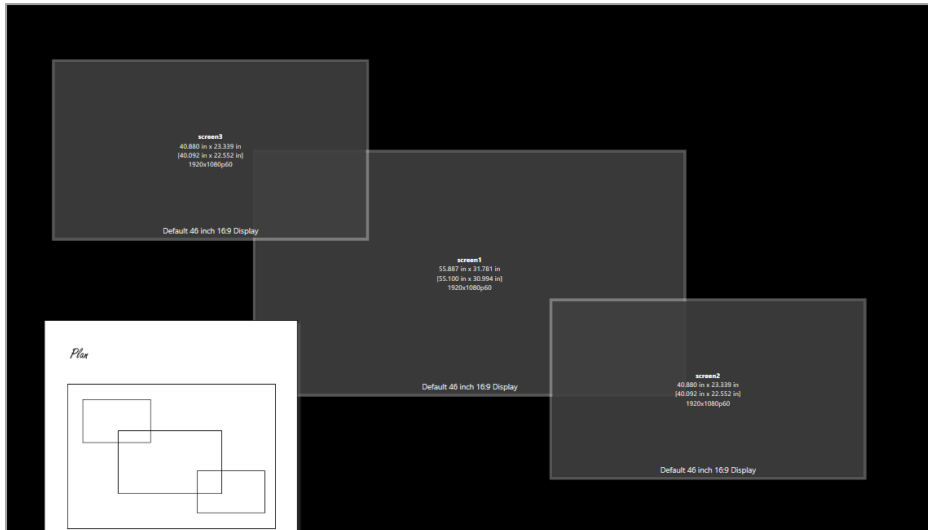 screen3
40.880 in x 23.339 in
[40.092 in x 22.552 in]
1920x1080p60
Default 46 inch 16:9 Display
screen1
55.887 in x 31.781 in
[55.100 in x 30.994 in]
1920x1080p60
Default 46 inch 16:9 Display
screen2
40.880 in x 23.339 in
[40.092 in x 22.552 in]
1920x1080p60
Default 46 inch 16:9 Display
Plan